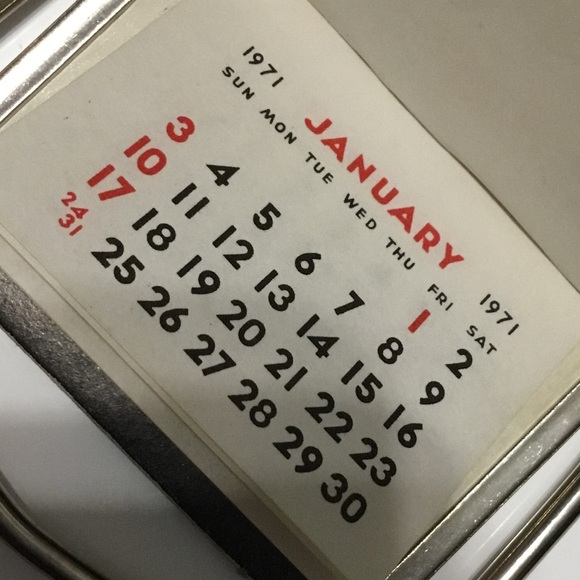 1971 JANUARY 1971
SUN MON TUE WED THU FRI SAT
1 2
3 4 5 6 7 8 9
10 11 12 13 14 15 16
17 18 19 20 21 22 23
24 31 25 26 27 28 29 30